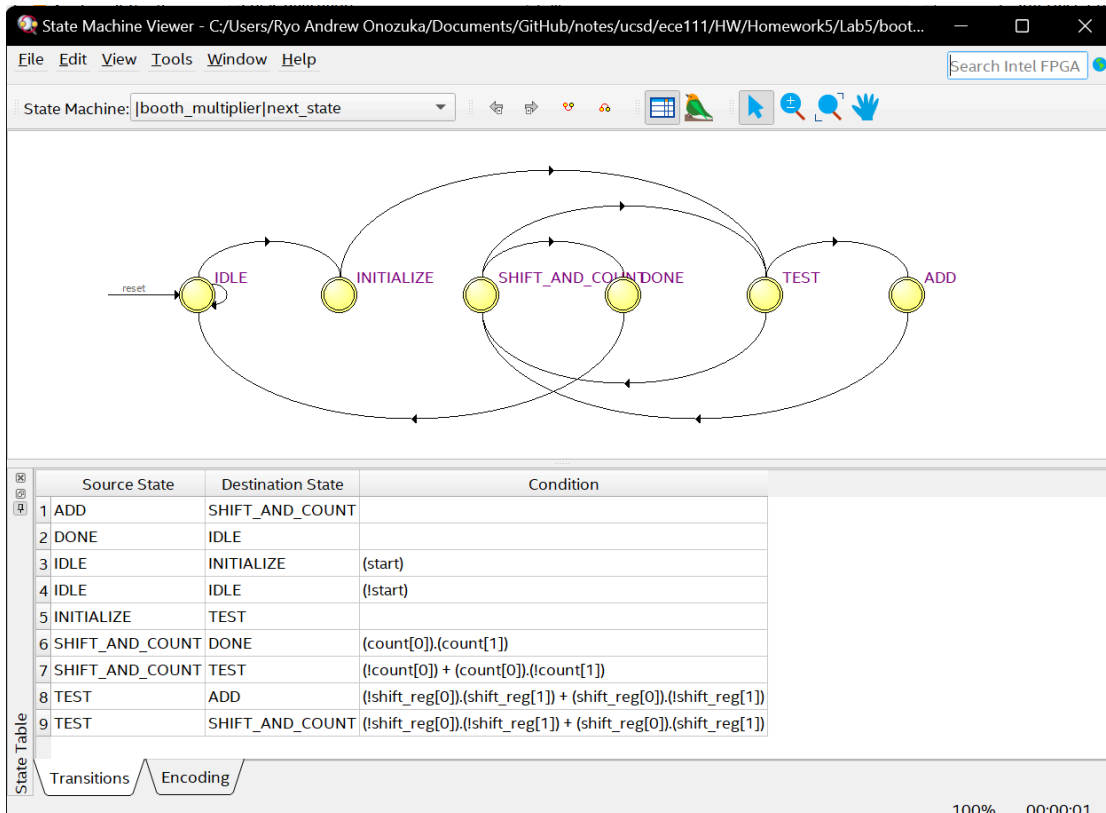 State Machine Viewer - C:/Users/Ryo Andrew Onozuka/Documents/GitHub/notes/ucsd/ece111/HW/Homework5/Lab5/boot...
File Edit View Tools Window Help
Search Intel FPGA
State Machine: |booth_multiplier|next_state
reset
IDLE
INITIALIZE
SHIFT_AND_COUNT
DONE
TEST
ADD
Source State Destination State Condition
1 ADD SHIFT_AND_COUNT
2 DONE IDLE
3 IDLE INITIALIZE (start)
4 IDLE IDLE (!start)
5 INITIALIZE TEST
6 SHIFT_AND_COUNT DONE (count[0]).(count[1])
7 SHIFT_AND_COUNT TEST (!count[0]) + (count[0]).(!count[1])
8 TEST ADD (!shift_reg[0]).(shift_reg[1]) + (shift_reg[0]).(!shift_reg[1])
9 TEST SHIFT_AND_COUNT (!shift_reg[0]).(!shift_reg[1]) + (shift_reg[0]).(shift_reg[1])
State Table
Transitions Encoding
100% 00:00:01